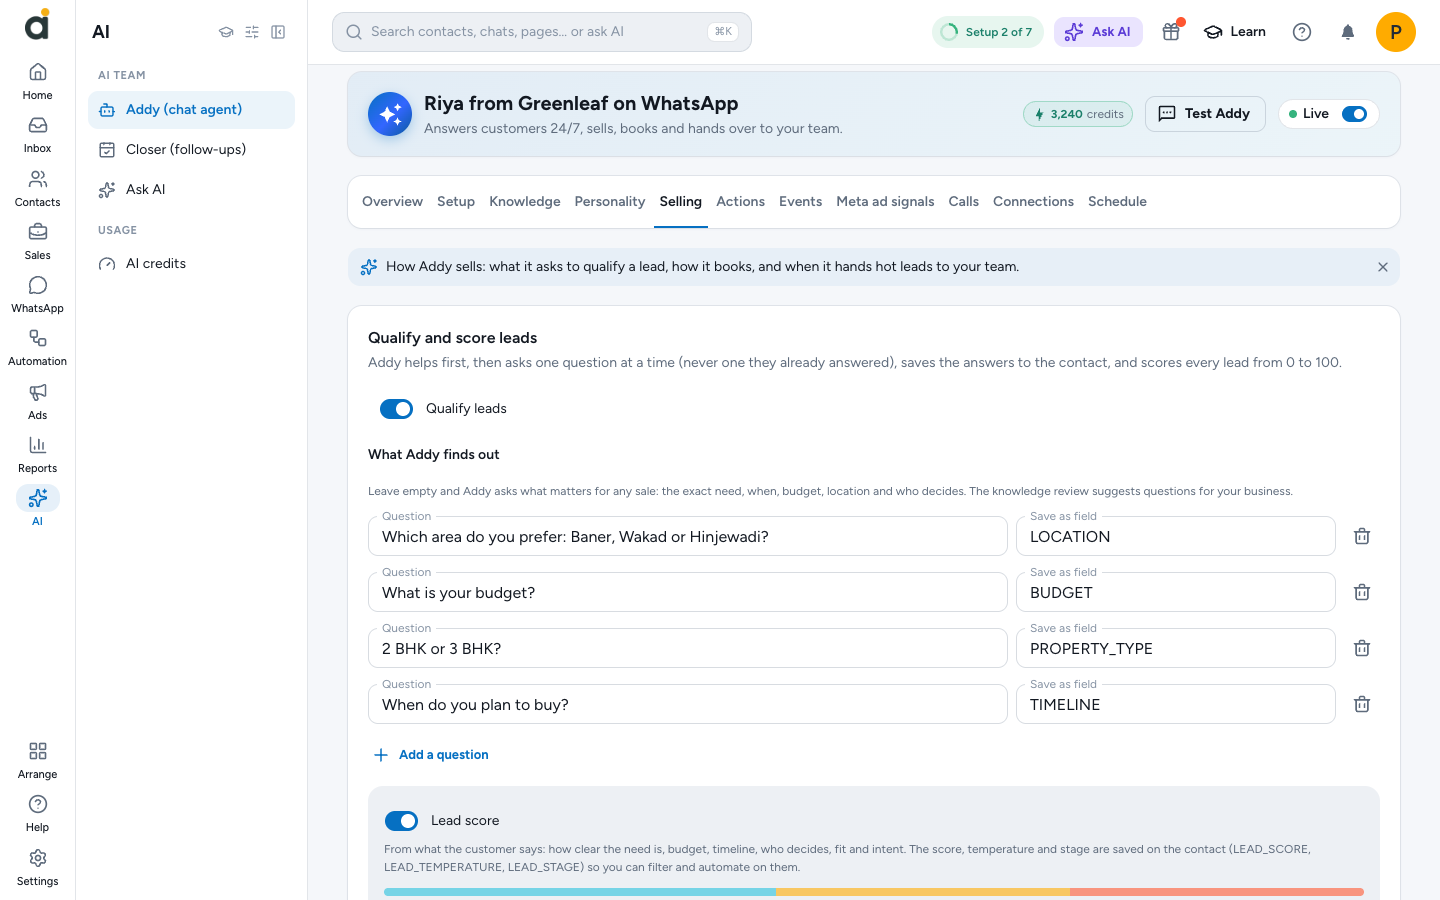 AI
Search contacts, chats, pages... or ask AI
⌘K
Setup 2 of 7
Ask AI
Learn
P
Home
Inbox
Contacts
Sales
WhatsApp
Automation
Ads
Reports
AI
Arrange
Help
Settings
AI TEAM
Addy (chat agent)
Closer (follow-ups)
Ask AI
USAGE
AI credits
Riya from Greenleaf on WhatsApp
Answers customers 24/7, sells, books and hands over to your team.
3,240 credits
Test Addy
Live
Overview
Setup
Knowledge
Personality
Selling
Actions
Events
Meta ad signals
Calls
Connections
Schedule
How Addy sells: what it asks to qualify a lead, how it books, and when it hands hot leads to your team.
Qualify and score leads
Addy helps first, then asks one question at a time (never one they already answered), saves the answers to the contact, and scores every lead from 0 to 100.
Qualify leads
What Addy finds out
Leave empty and Addy asks what matters for any sale: the exact need, when, budget, location and who decides. The knowledge review suggests questions for your business.
Question
Which area do you prefer: Baner, Wakad or Hinjewadi?
Save as field
LOCATION
Question
What is your budget?
Save as field
BUDGET
Question
2 BHK or 3 BHK?
Save as field
PROPERTY_TYPE
Question
When do you plan to buy?
Save as field
TIMELINE
Add a question
Lead score
From what the customer says: how clear the need is, budget, timeline, who decides, fit and intent. The score, temperature and stage are saved on the contact (LEAD_SCORE,
LEAD_TEMPERATURE, LEAD_STAGE) so you can filter and automate on them.